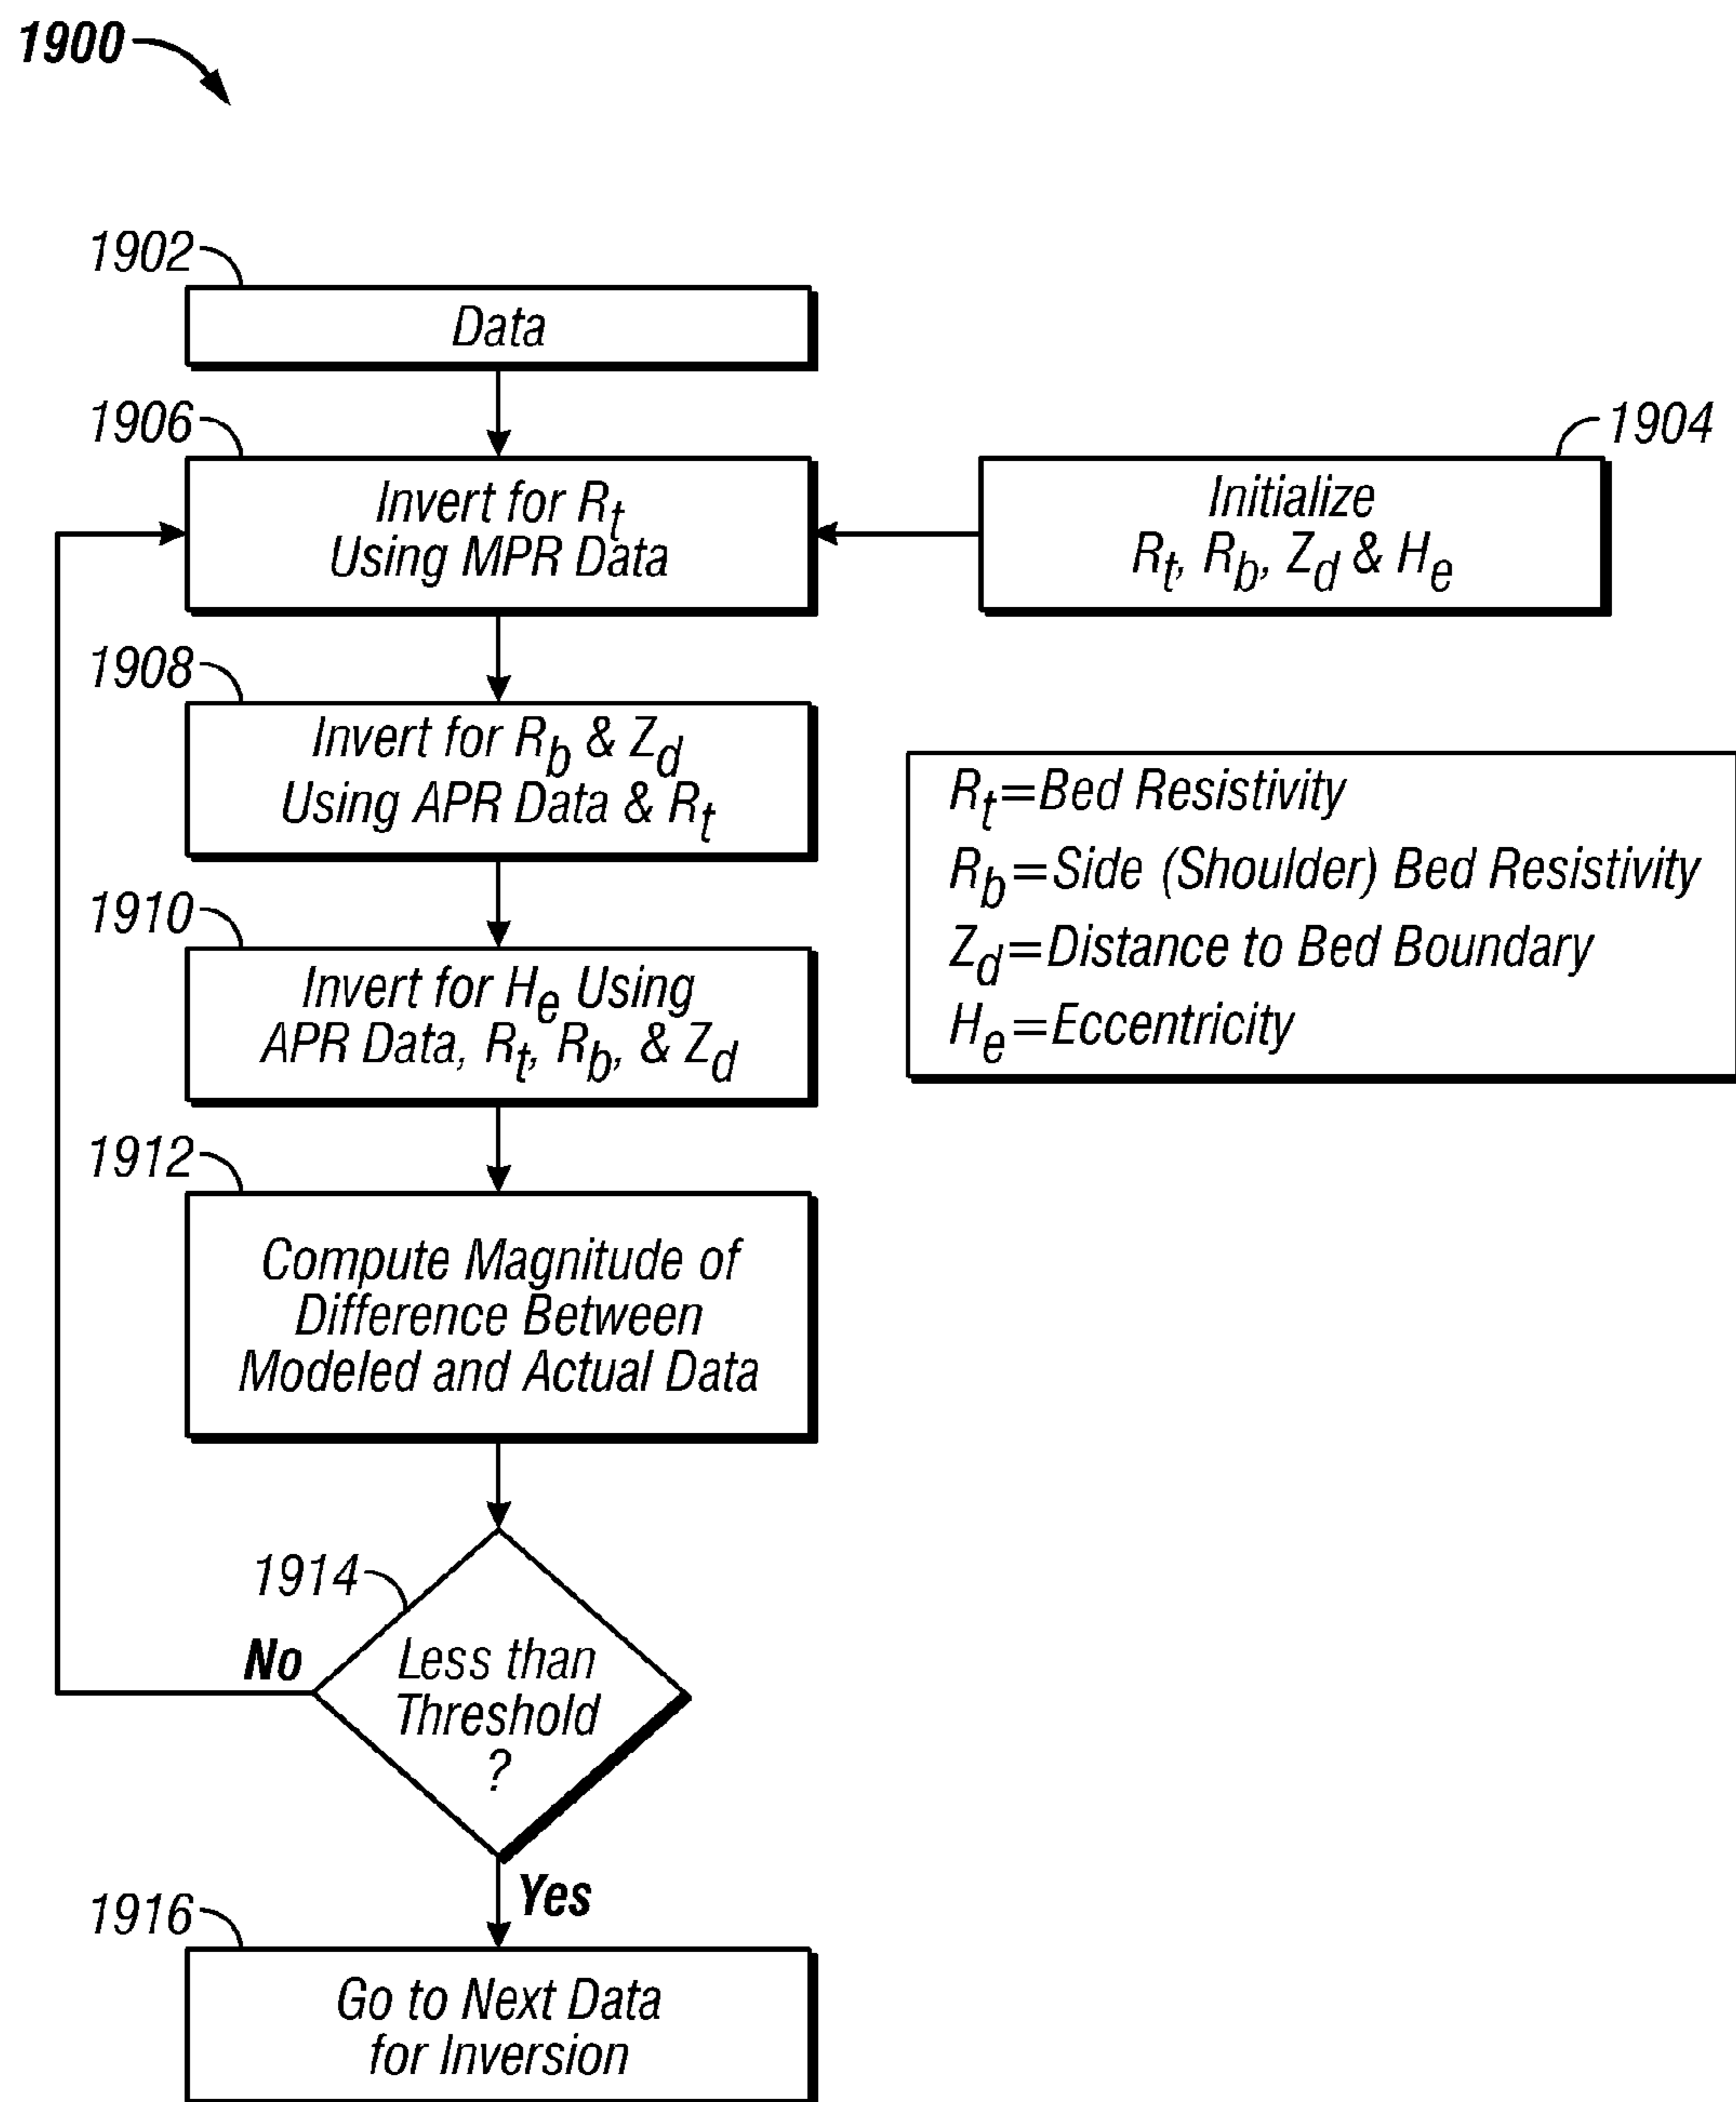 1900
1902
Data
1906
Invert for Rt
Using MPR Data
1904
Initialize
Rt, Rb, Zd & He
1908
Invert for Rb & Zd
Using APR Data & Rt
Rt=Bed Resistivity
Rb=Side (Shoulder) Bed Resistivity
Zd=Distance to Bed Boundary
He=Eccentricity
1910
Invert for He Using
APR Data, Rt, Rb, & Zd
1912
Compute Magnitude of
Difference Between
Modeled and Actual Data
1914
No
Less than
Threshold
?
Yes
1916
Go to Next Data
for Inversion